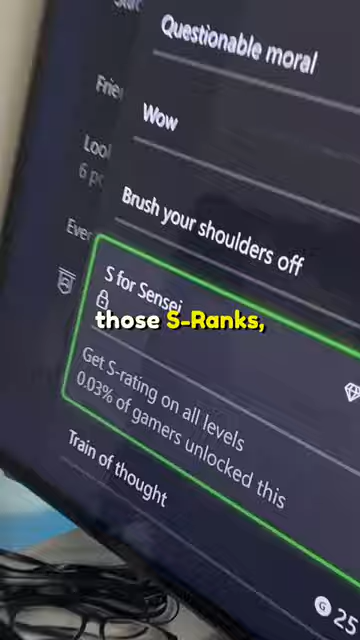 Questionable moral
Wow
Brush your shoulders off
S for Sensei
those S-Ranks,
Get S-rating on all levels
0.03% of gamers unlocked this
Train of thought
G 25